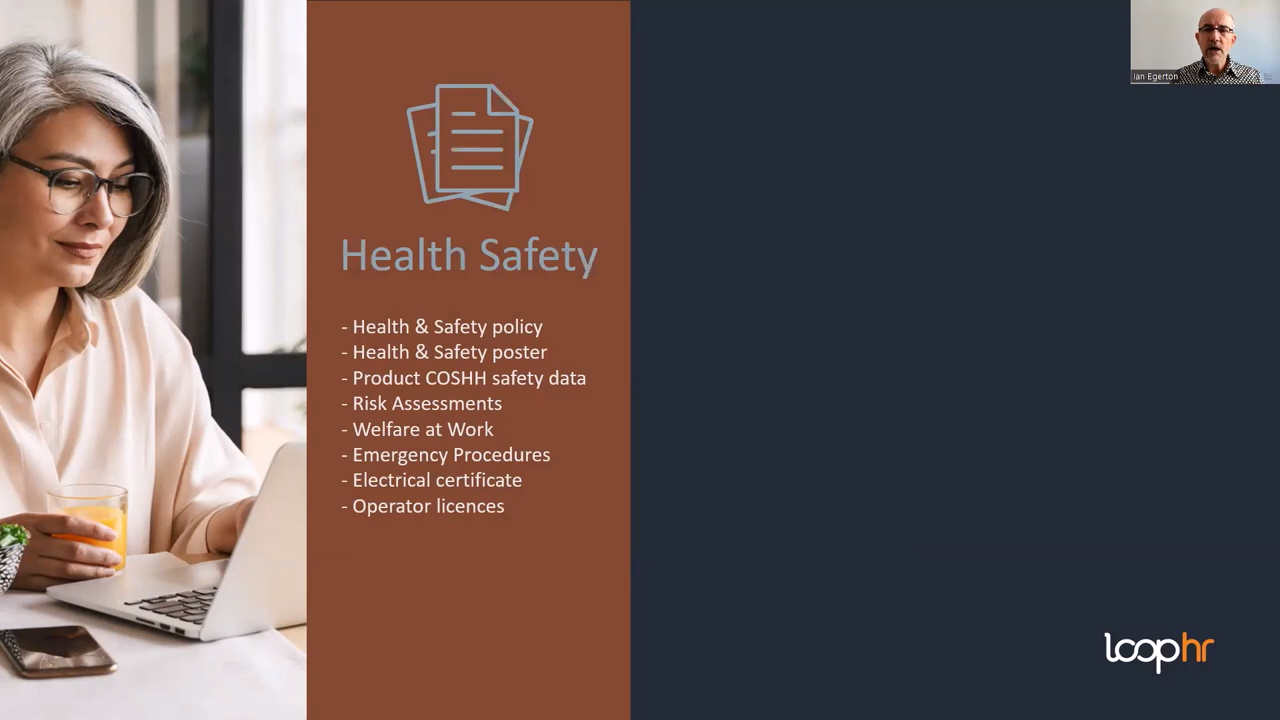 Ian Egerton
Health Safety
- Health & Safety policy
- Health & Safety poster
- Product COSHH safety data
- Risk Assessments
- Welfare at Work
- Emergency Procedures
- Electrical certificate
- Operator licences
loophr